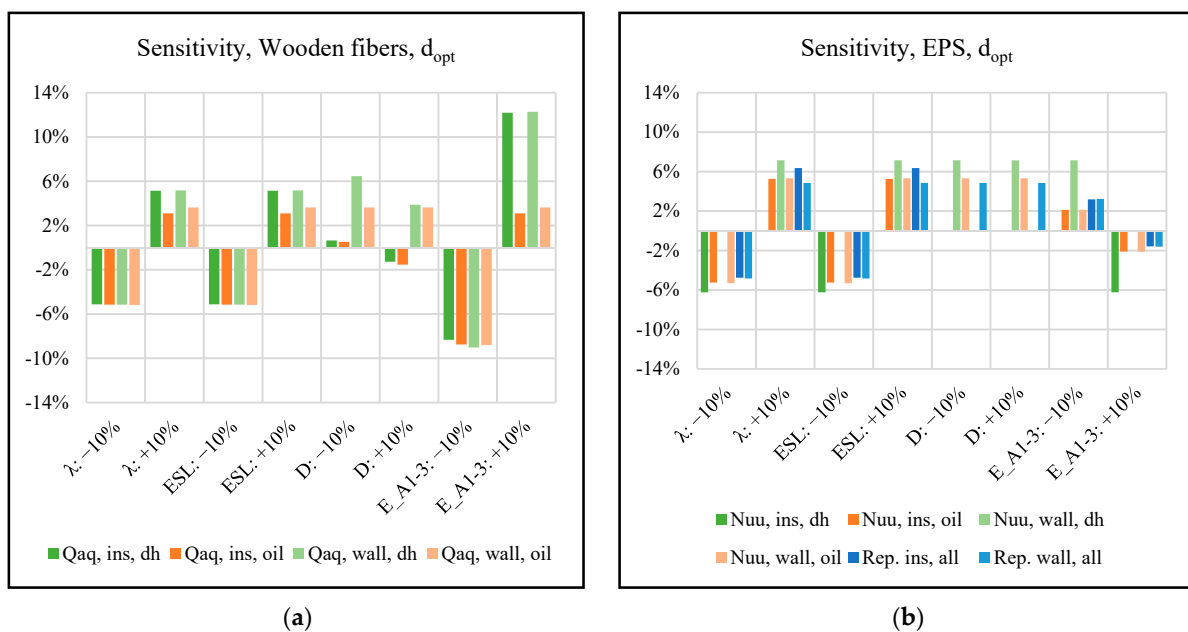 Sensitivity, Wooden fibers, dopt
14%
10%
6%
2%
-2%
-6%
-10%
-14%
λ: −10%
λ: +10%
ESL: −10%
ESL: +10%
D: −10%
D: +10%
E_A1-3: −10%
E_A1-3: +10%
Qaq, ins, dh Qaq, ins, oil Qaq, wall, dh Qaq, wall, oil
(a)
Sensitivity, EPS, dopt
14%
10%
6%
2%
-2%
-6%
-10%
-14%
λ: −10%
λ: +10%
ESL: −10%
ESL: +10%
D: −10%
D: +10%
E_A1-3: −10%
E_A1-3: +10%
Nuu, ins, dh Nuu, ins, oil Nuu, wall, dh
Nuu, wall, oil Rep. ins, all Rep. wall, all
(b)